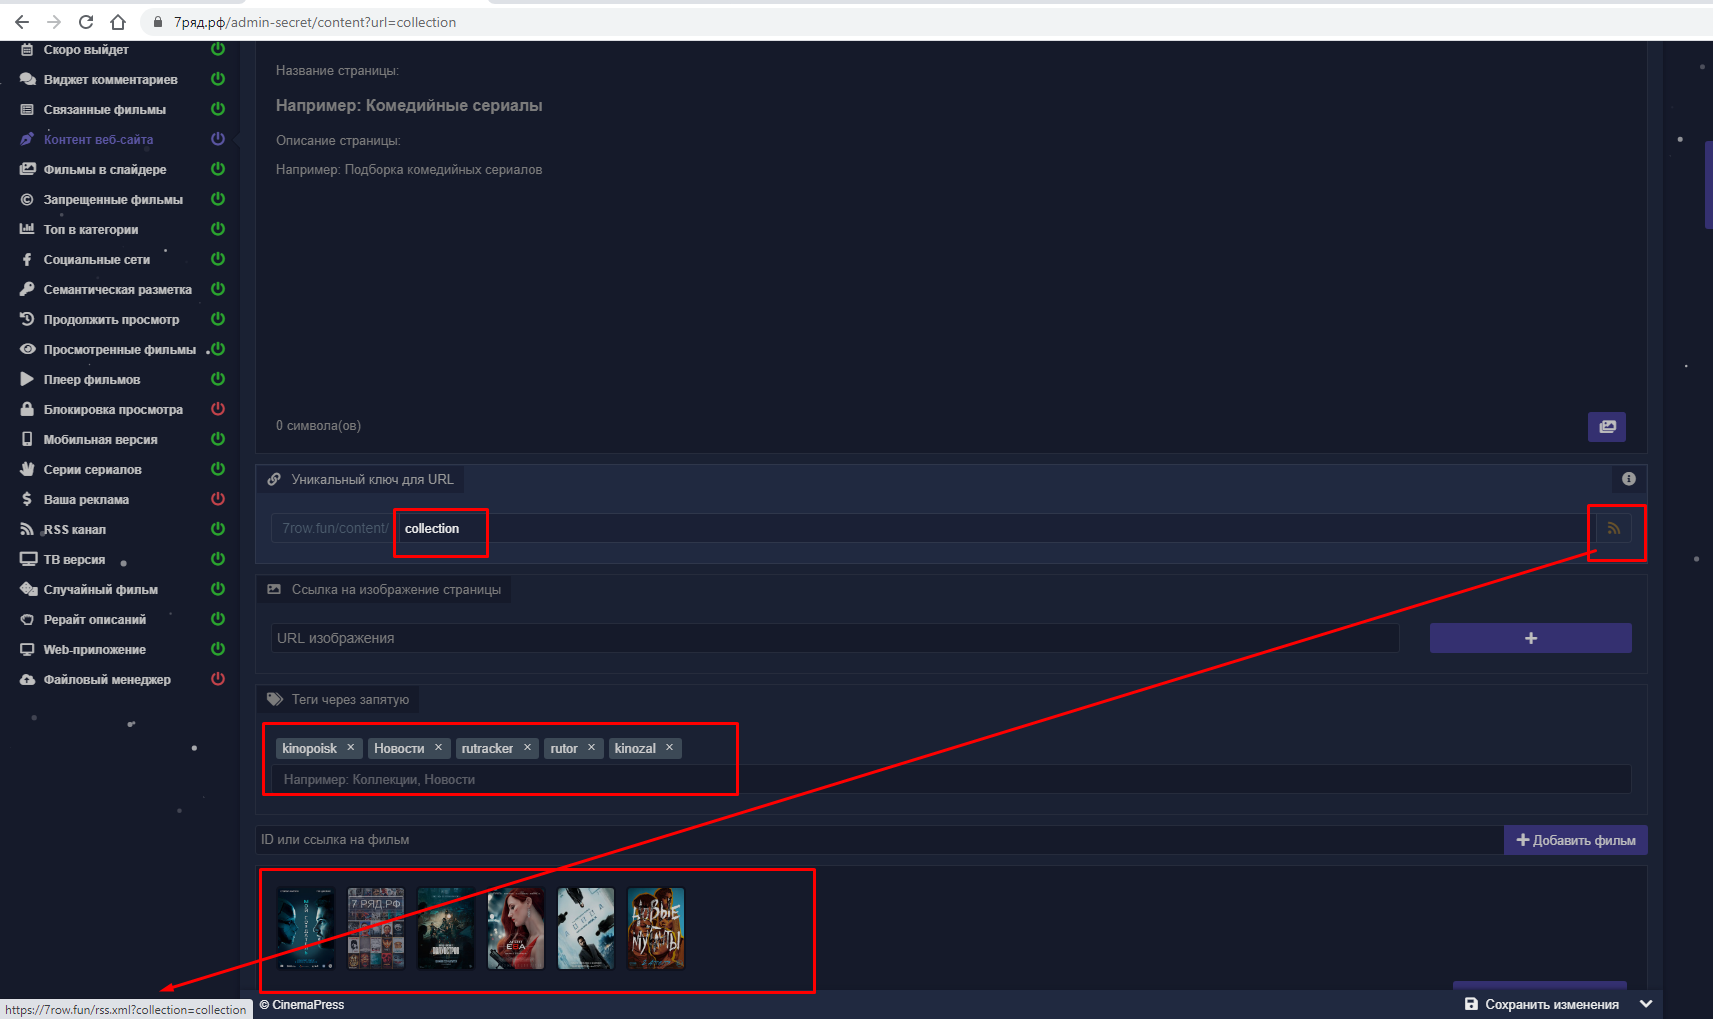 7ряд.рф/admin-secret/content?url=collection
Скоро выйдет
Виджет комментариев
Связанные фильмы
Контент веб-сайта
Фильмы в слайдере
Запрещенные фильмы
Топ в категории
Социальные сети
Семантическая разметка
Продолжить просмотр
Просмотренные фильмы
Плеер фильмов
Блокировка просмотра
Мобильная версия
Серии сериалов
Ваша реклама
RSS канал
ТВ версия
Случайный фильм
Рерайт описаний
Web-приложение
Файловый менеджер
Название страницы:
Например: Комедийные сериалы
Описание страницы:
Например: Подборка комедийных сериалов
0 символа(ов)
Уникальный ключ для URL
7row.fun/content/ collection
Ссылка на изображение страницы
URL изображения
Теги через запятую
kinopoisk × Новости × rutracker × rutor × kinozal ×
Например: Коллекции, Новости
ID или ссылка на фильм
Добавить фильм
7 РЯД.РФ
ЕВА
© CinemaPress
Сохранить изменения
https://7row.fun/rss.xml?collection=collection